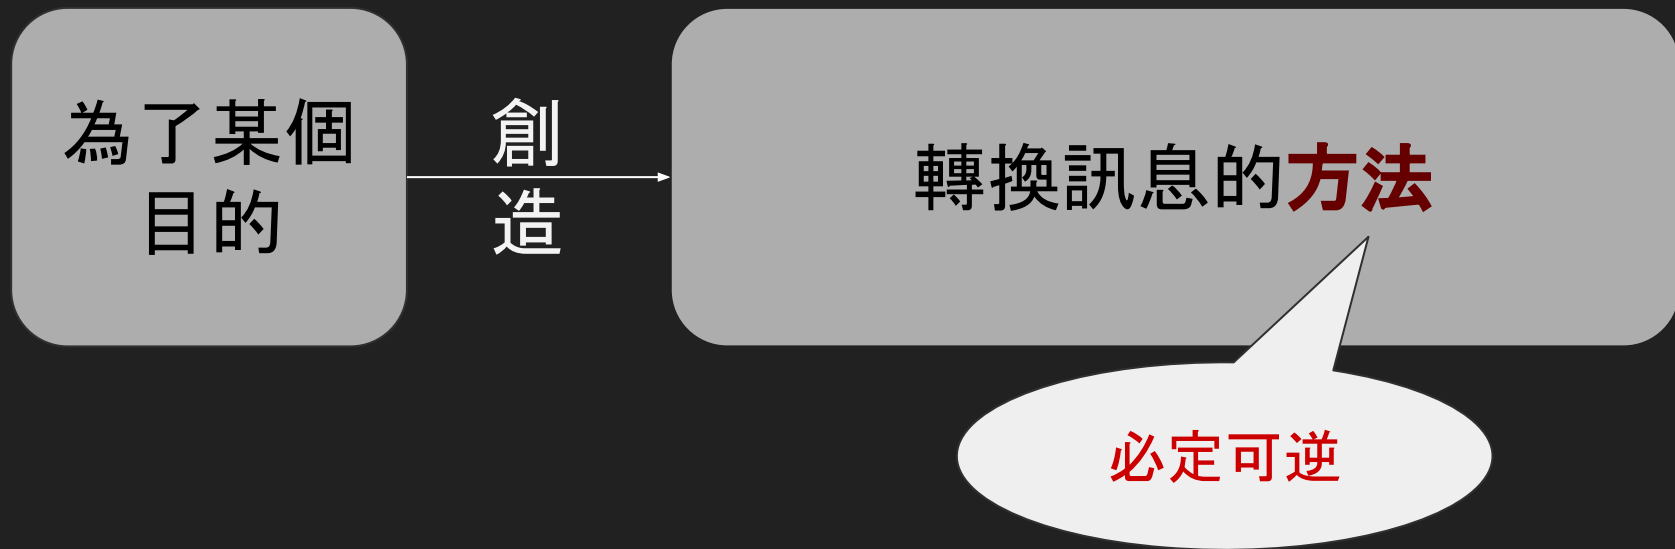 為了某個
目的
創
造
轉換訊息的方法
必定可逆